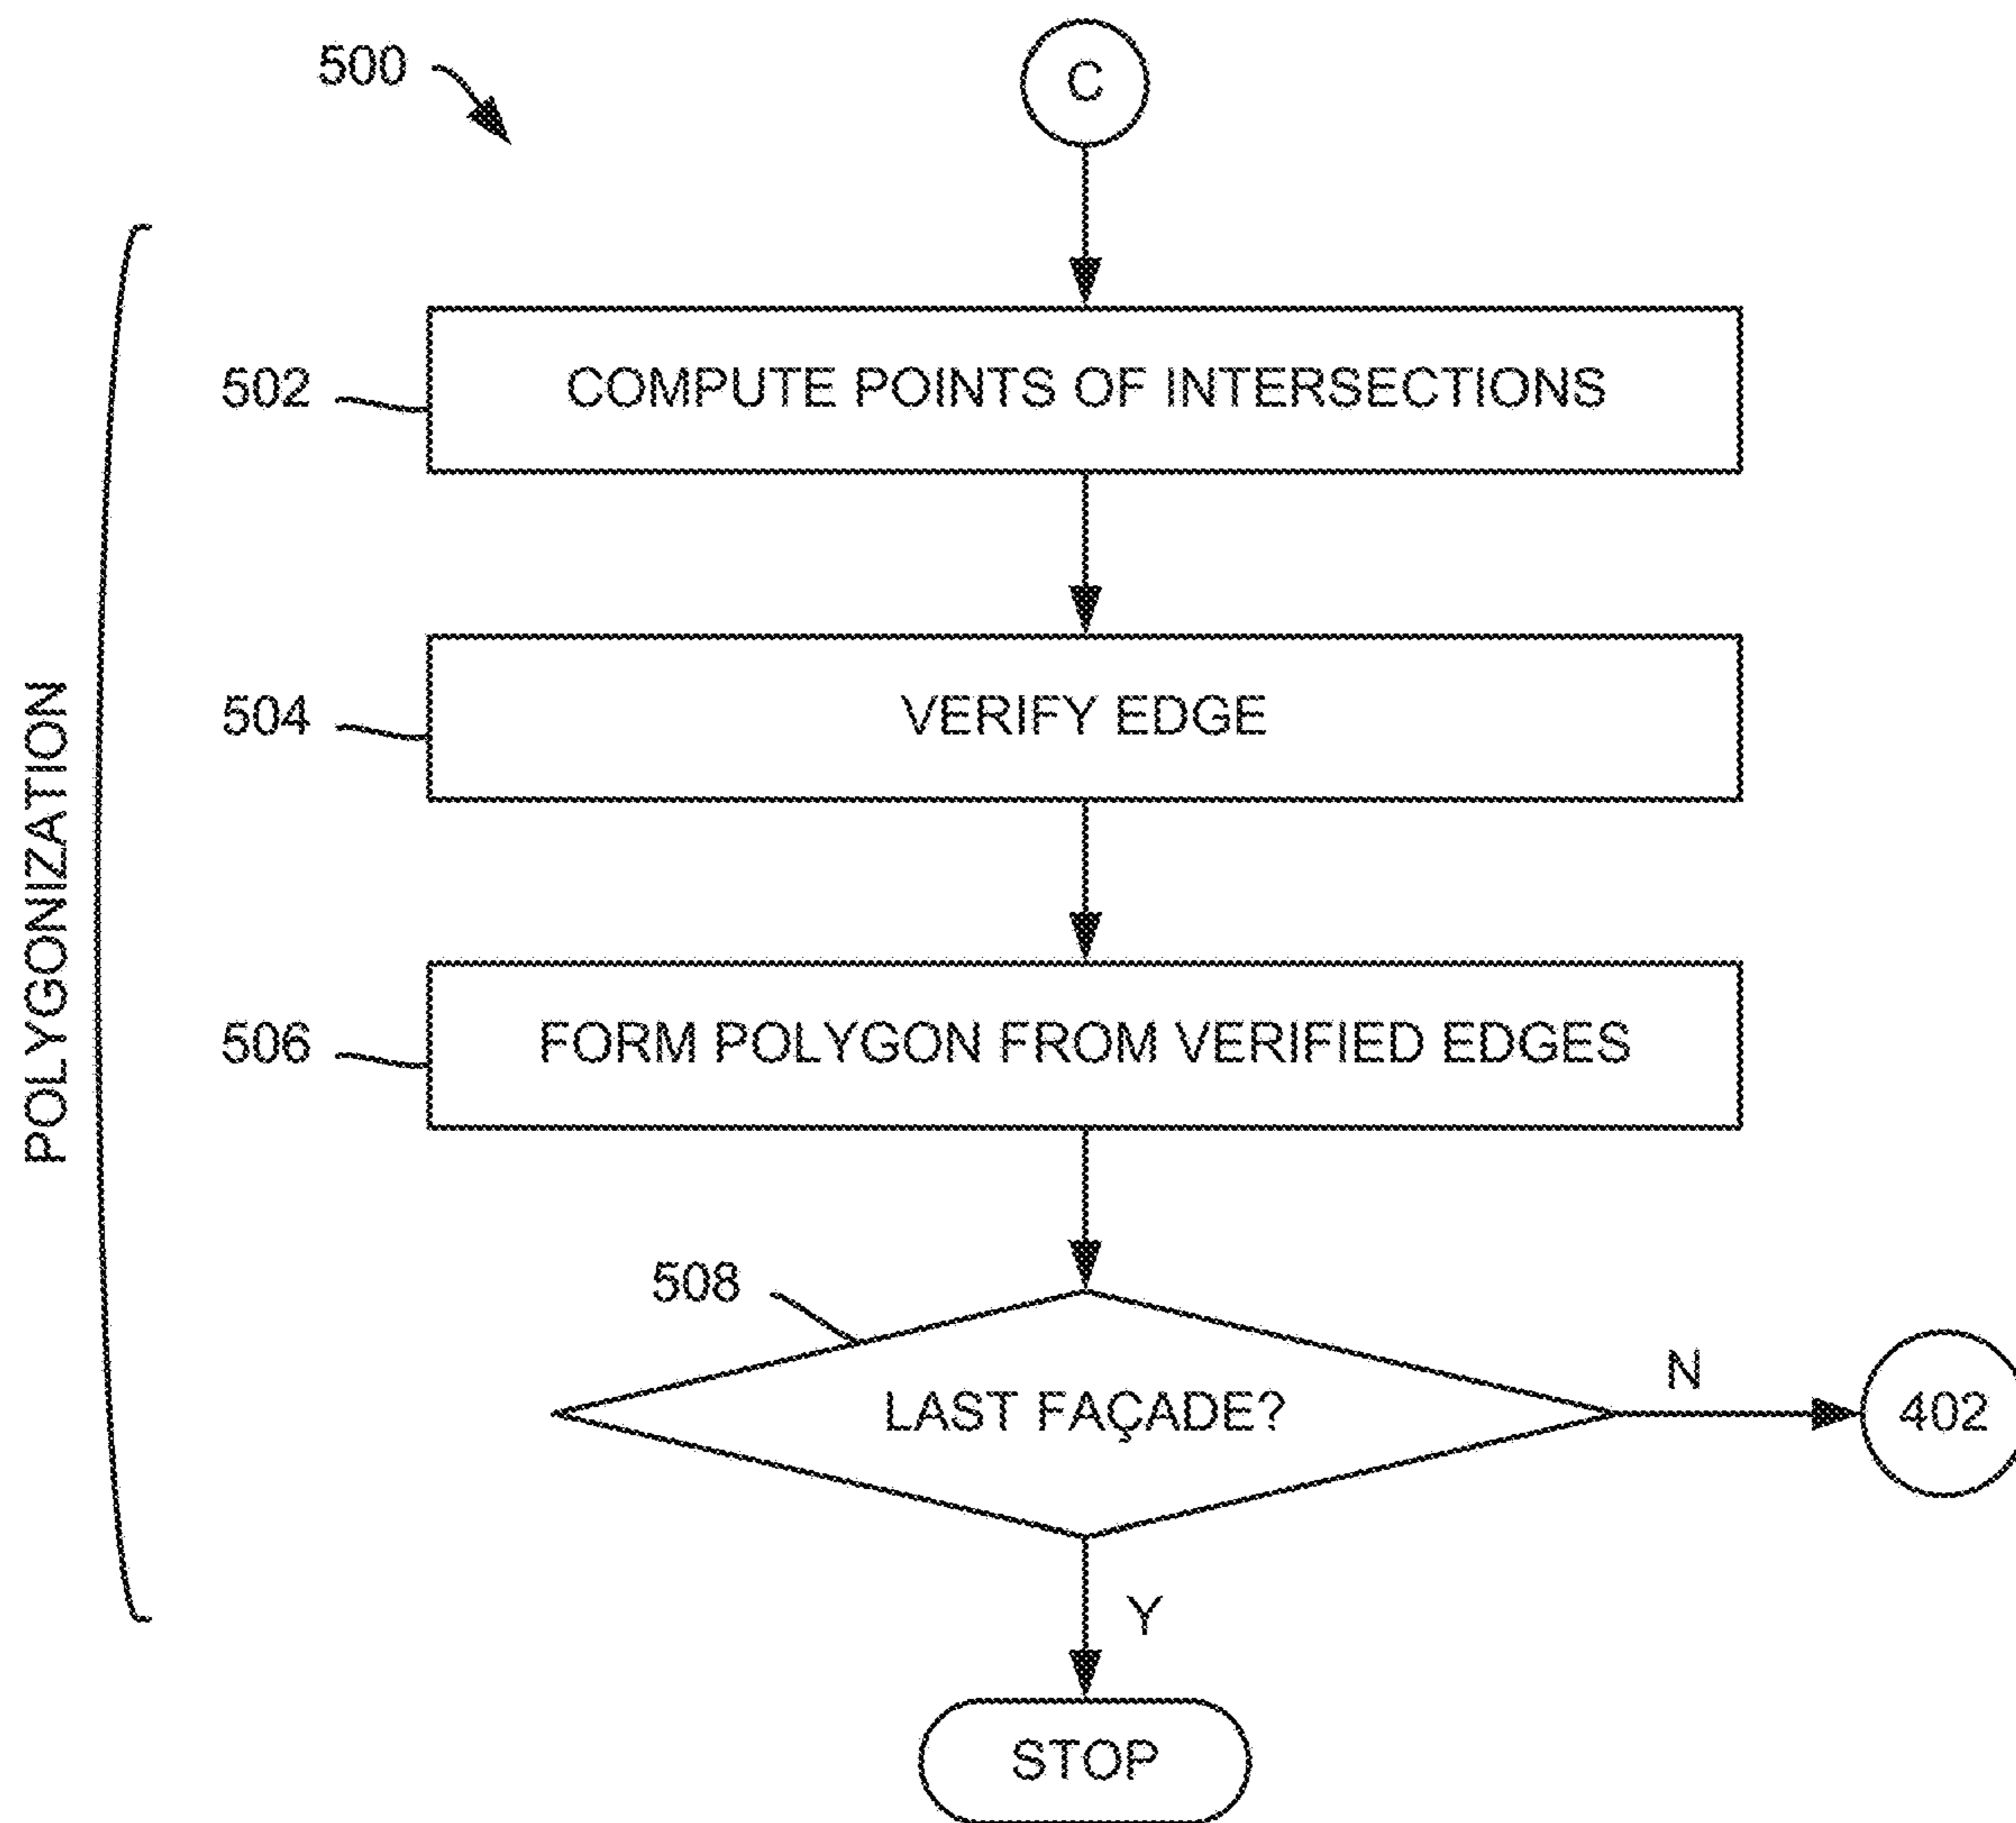 500
C
502
COMPUTE POINTS OF INTERSECTIONS
504
VERIFY EDGE
POLYGONIZATION
506
FORM POLYGON FROM VERIFIED EDGES
508
LAST FAÇADE?
N
402
Y
STOP